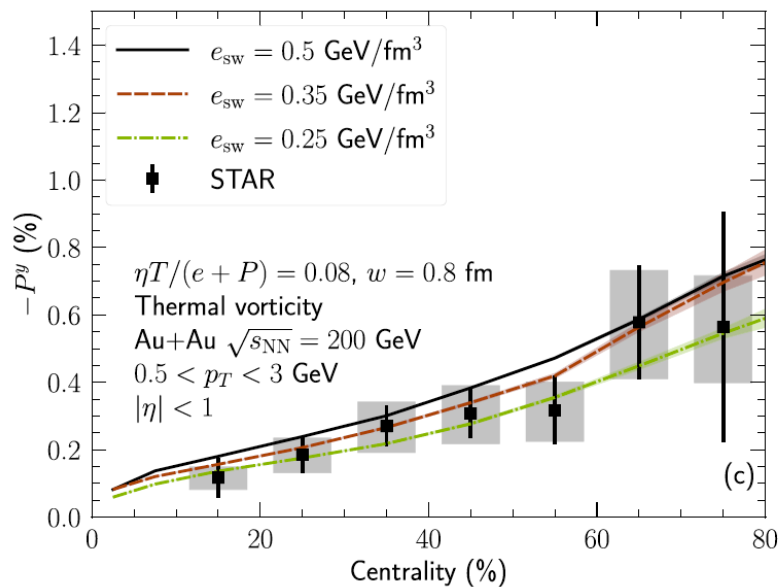 e_sw = 0.5 GeV/fm³
e_sw = 0.35 GeV/fm³
e_sw = 0.25 GeV/fm³
STAR
ηT/(e + P) = 0.08, w = 0.8 fm
Thermal vorticity
Au+Au √s_NN = 200 GeV
0.5 < p_T < 3 GeV
|η| < 1
(c)
−P^y (%)
1.4
1.2
1.0
0.8
0.6
0.4
0.2
0.0
0 20 40 60 80
Centrality (%)